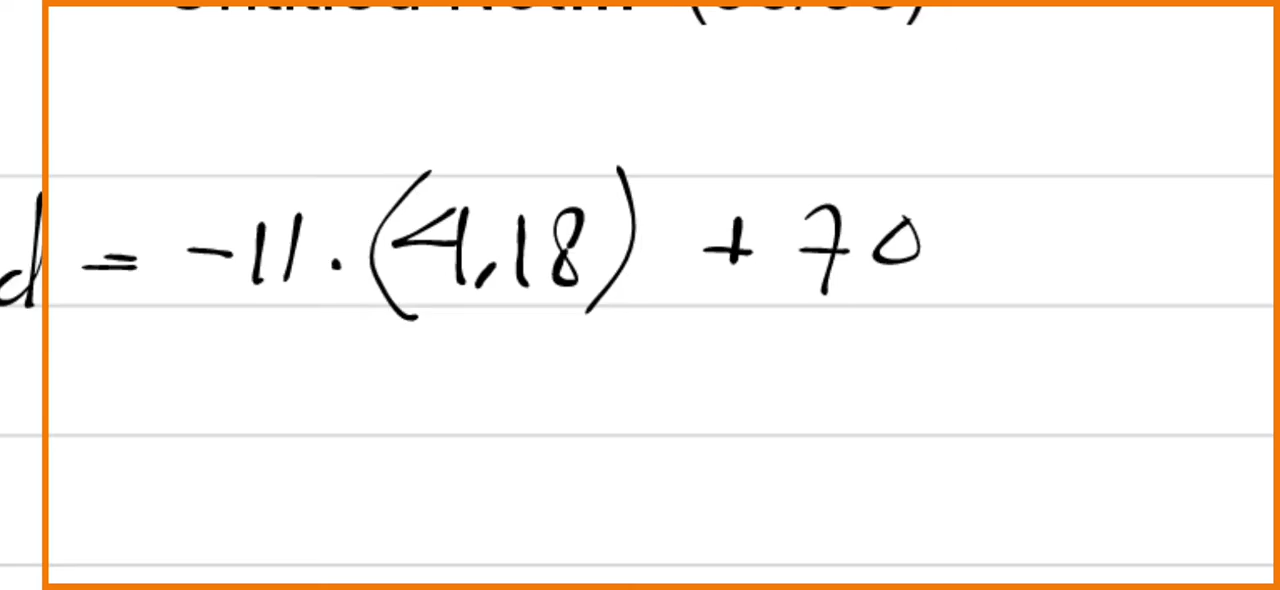 d = -11 . (4,18) + 70